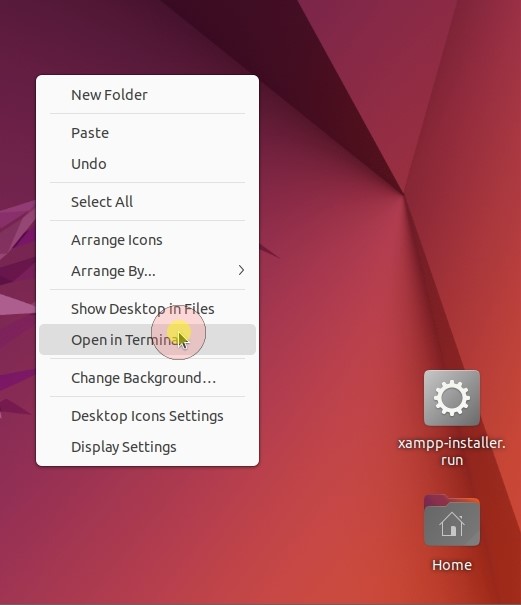 New Folder
Paste
Undo
Select All
Arrange Icons
Arrange By...
Show Desktop in Files
Open in Terminal
Change Background…
Desktop Icons Settings
Display Settings
xampp-installer.
run
Home